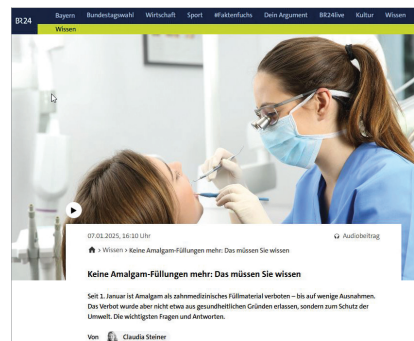 BR24
Bayern Bundestagswahl Wirtschaft Sport #Faktenfuchs Dein Argument BR24live Kultur Wissen
Wissen
07.01.2025, 16:10 Uhr
Audiobeitrag
> Wissen > Keine Amalgam-Füllungen mehr: Das müssen Sie wissen
Keine Amalgam-Füllungen mehr: Das müssen Sie wissen
Seit 1. Januar ist Amalgam als zahnmedizinisches Füllmaterial verboten – bis auf wenige Ausnahmen.
Das Verbot wurde aber nicht etwa aus gesundheitlichen Gründen erlassen, sondern zum Schutz der
Umwelt. Die wichtigsten Fragen und Antworten.
Von Claudia Steiner